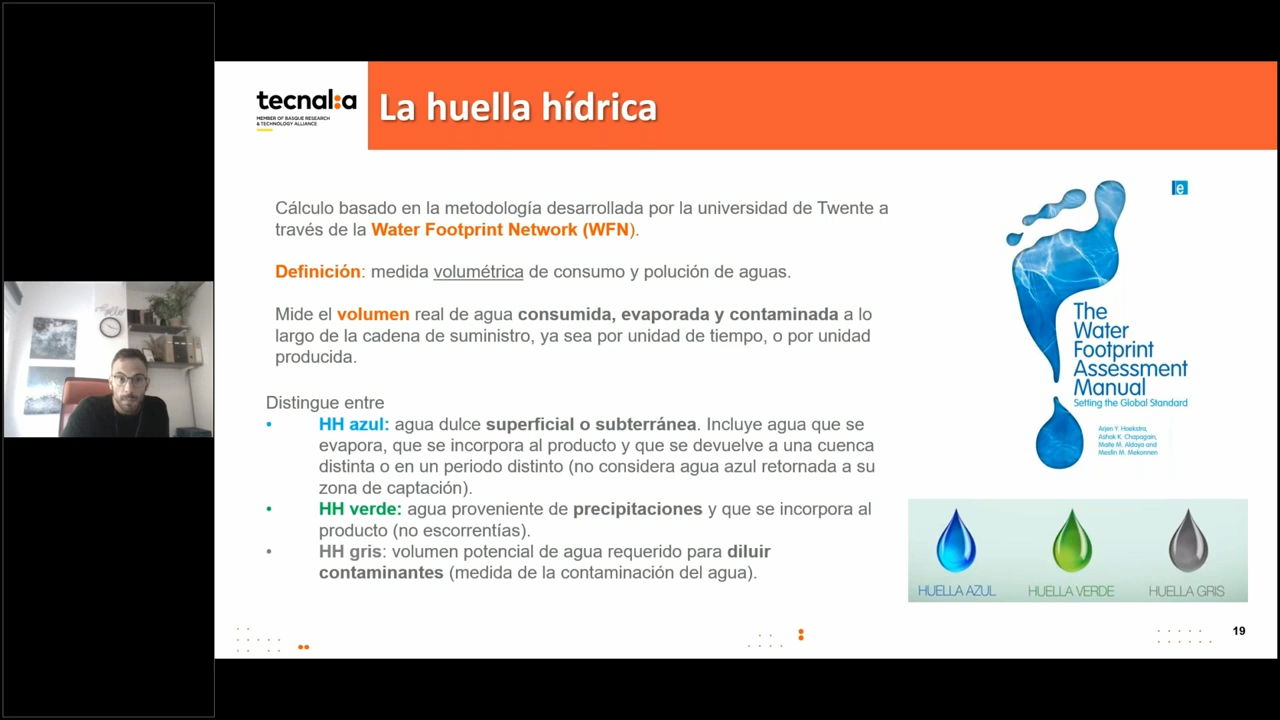 tecnal:a
MEMBER OF BASQUE RESEARCH
& TECHNOLOGY ALLIANCE
La huella hídrica
Cálculo basado en la metodología desarrollada por la universidad de Twente a
través de la Water Footprint Network (WFN).
Definición: medida volumétrica de consumo y polución de aguas.
Mide el volumen real de agua consumida, evaporada y contaminada a lo
largo de la cadena de suministro, ya sea por unidad de tiempo, o por unidad
producida.
Distingue entre
• HH azul: agua dulce superficial o subterránea. Incluye agua que se
evapora, que se incorpora al producto y que se devuelve a una cuenca
distinta o en un periodo distinto (no considera agua azul retornada a su
zona de captación).
• HH verde: agua proveniente de precipitaciones y que se incorpora al
producto (no escorrentías).
• HH gris: volumen potencial de agua requerido para diluir
contaminantes (medida de la contaminación del agua).
e
The
Water
Footprint
Assessment
Manual
Setting the Global Standard
Arjen Y. Hoekstra,
Ashok K. Chapagain,
Maite M. Aldaya and
Mesfin M. Mekonnen
HUELLA AZUL
HUELLA VERDE
HUELLA GRIS
19